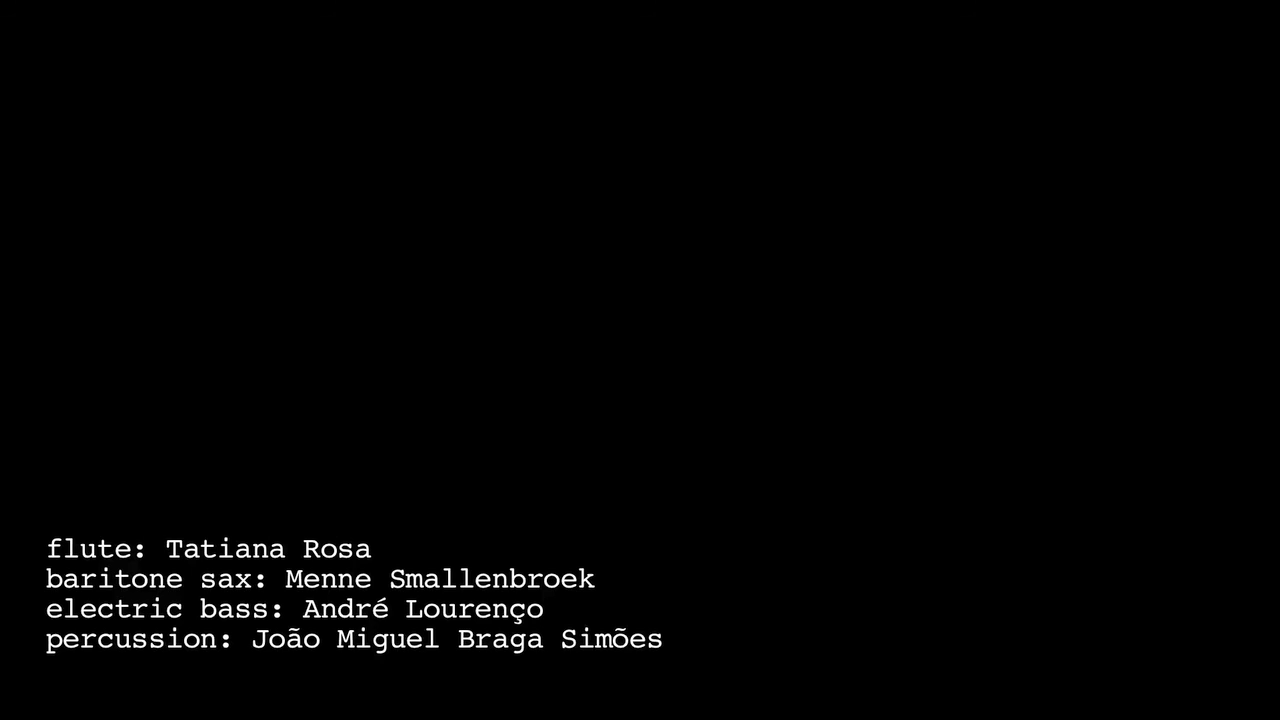 flute: Tatiana Rosa
baritone sax: Menne Smallenbroek
electric bass: André Lourenço
percussion: João Miguel Braga Simões